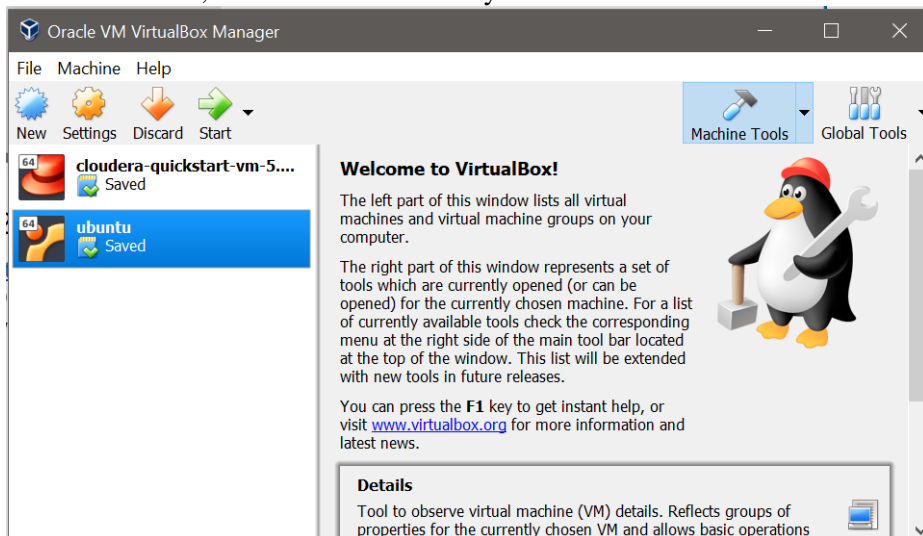 Oracle VM VirtualBox Manager
File Machine Help
New Settings Discard Start
Machine Tools Global Tools
64
cloudera-quickstart-vm-5....
Saved
64
ubuntu
Saved
Welcome to VirtualBox!
The left part of this window lists all virtual
machines and virtual machine groups on your
computer.
The right part of this window represents a set of
tools which are currently opened (or can be
opened) for the currently chosen machine. For a list
of currently available tools check the corresponding
menu at the right side of the main tool bar located
at the top of the window. This list will be extended
with new tools in future releases.
You can press the F1 key to get instant help, or
visit www.virtualbox.org for more information and
latest news.
Details
Tool to observe virtual machine (VM) details. Reflects groups of
properties for the currently chosen VM and allows basic operations